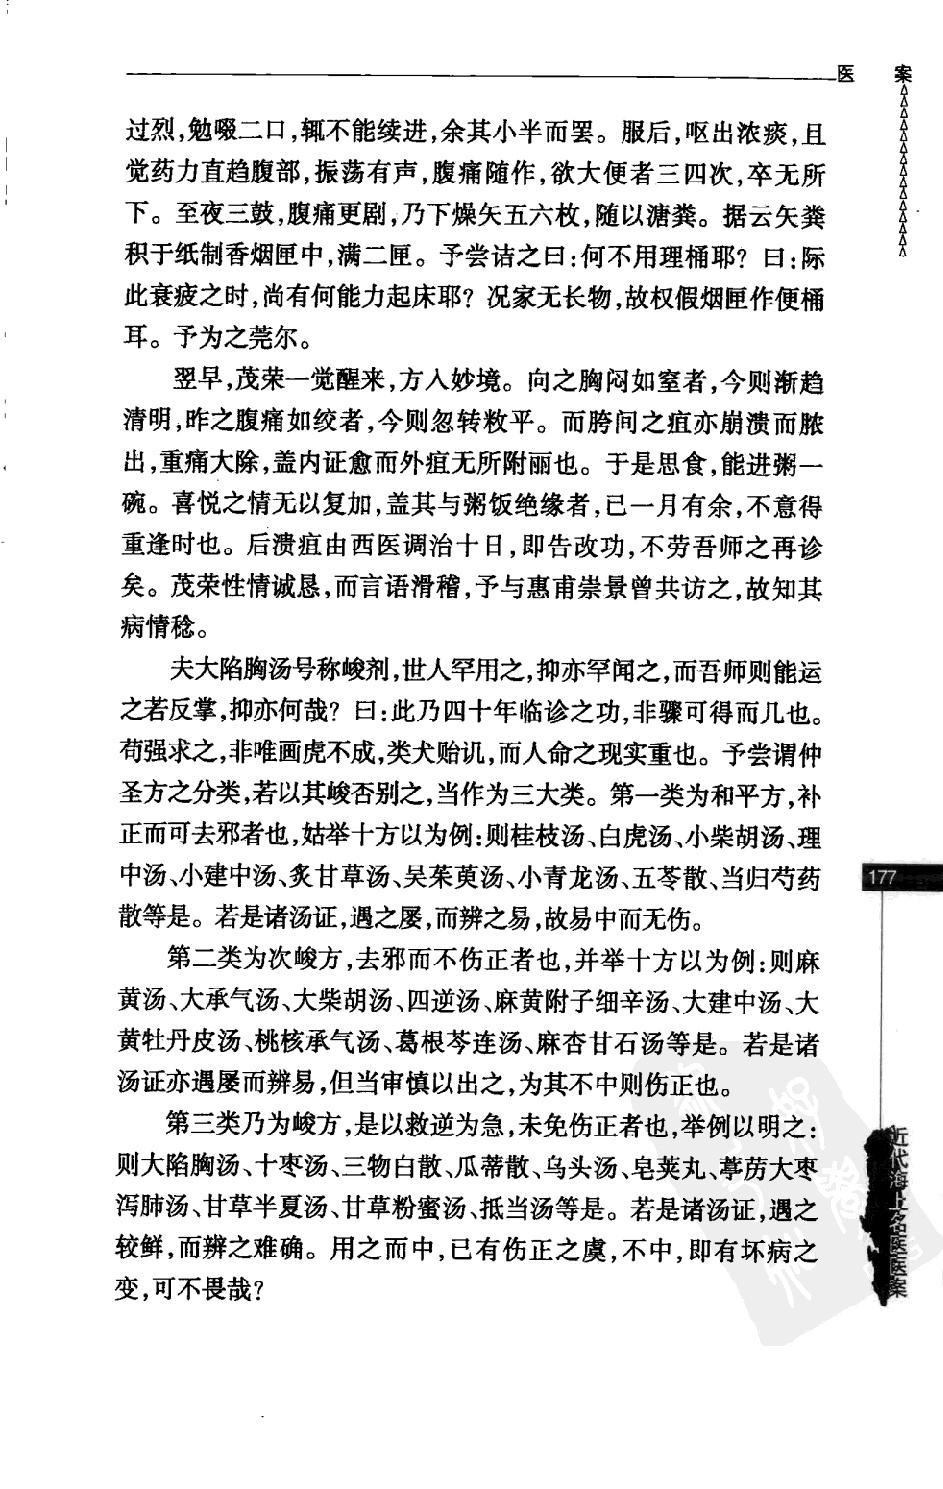 医 案
过烈,勉啜二口,辄不能续进,余其小半而罢。服后,呕出浓痰,且
觉药力直趋腹部,振荡有声,腹痛随作,欲大便者三四次,卒无所
下。至夜三鼓,腹痛更剧,乃下燥矢五六枚,随以溏粪。据云矢粪
积于纸制香烟匣中,满二匣。予尝诘之曰:何不用理桶耶?曰:际
此衰疲之时,尚有何能力起床耶?况家无长物,故权假烟匣作便桶
耳。予为之莞尔。
翌早,茂荣一觉醒来,方入妙境。向之胸闷如窒者,今则渐趋
清明,昨之腹痛如绞者,今则忽转敉平。而胯间之疽亦崩溃而脓
出,重痛大除,盖内证愈而外疽无所附丽也。于是思食,能进粥一
碗。喜悦之情无以复加,盖其与粥饭绝缘者,已一月有余,不意得
重逢时也。后溃疽由西医调治十日,即告改功,不劳吾师之再诊
矣。茂荣性情诚恳,而言语滑稽,予与惠甫崇景曾共访之,故知其
病情稔。
夫大陷胸汤号称峻剂,世人罕用之,抑亦罕闻之,而吾师则能运
之若反掌,抑亦何哉?曰:此乃四十年临诊之功,非骤可得而几也。
苟强求之,非唯画虎不成,类犬贻讥,而人命之现实重也。予尝谓仲
圣方之分类,若以其峻否别之,当作为三大类。第一类为和平方,补
正而可去邪者也,姑举十方以为例:则桂枝汤、白虎汤、小柴胡汤、理
中汤、小建中汤、炙甘草汤、吴茱萸汤、小青龙汤、五苓散、当归芍药
散等是。若是诸汤证,遇之屡,而辨之易,故易中而无伤。
第二类为次峻方,去邪而不伤正者也,并举十方以为例:则麻
黄汤、大承气汤、大柴胡汤、四逆汤、麻黄附子细辛汤、大建中汤、大
黄牡丹皮汤、桃核承气汤、葛根芩连汤、麻杏甘石汤等是。若是诸
汤证亦遇屡而辨易,但当审慎以出之,为其不中则伤正也。
第三类乃为峻方,是以救逆为急,未免伤正者也,举例以明之:
则大陷胸汤、十枣汤、三物白散、瓜蒂散、乌头汤、皂荚丸、葶苈大枣
泻肺汤、甘草半夏汤、甘草粉蜜汤、抵当汤等是。若是诸汤证,遇之
较鲜,而辨之难确。用之而中,已有伤正之虞,不中,即有坏病之
变,可不畏哉?
177
近代海上名医医案